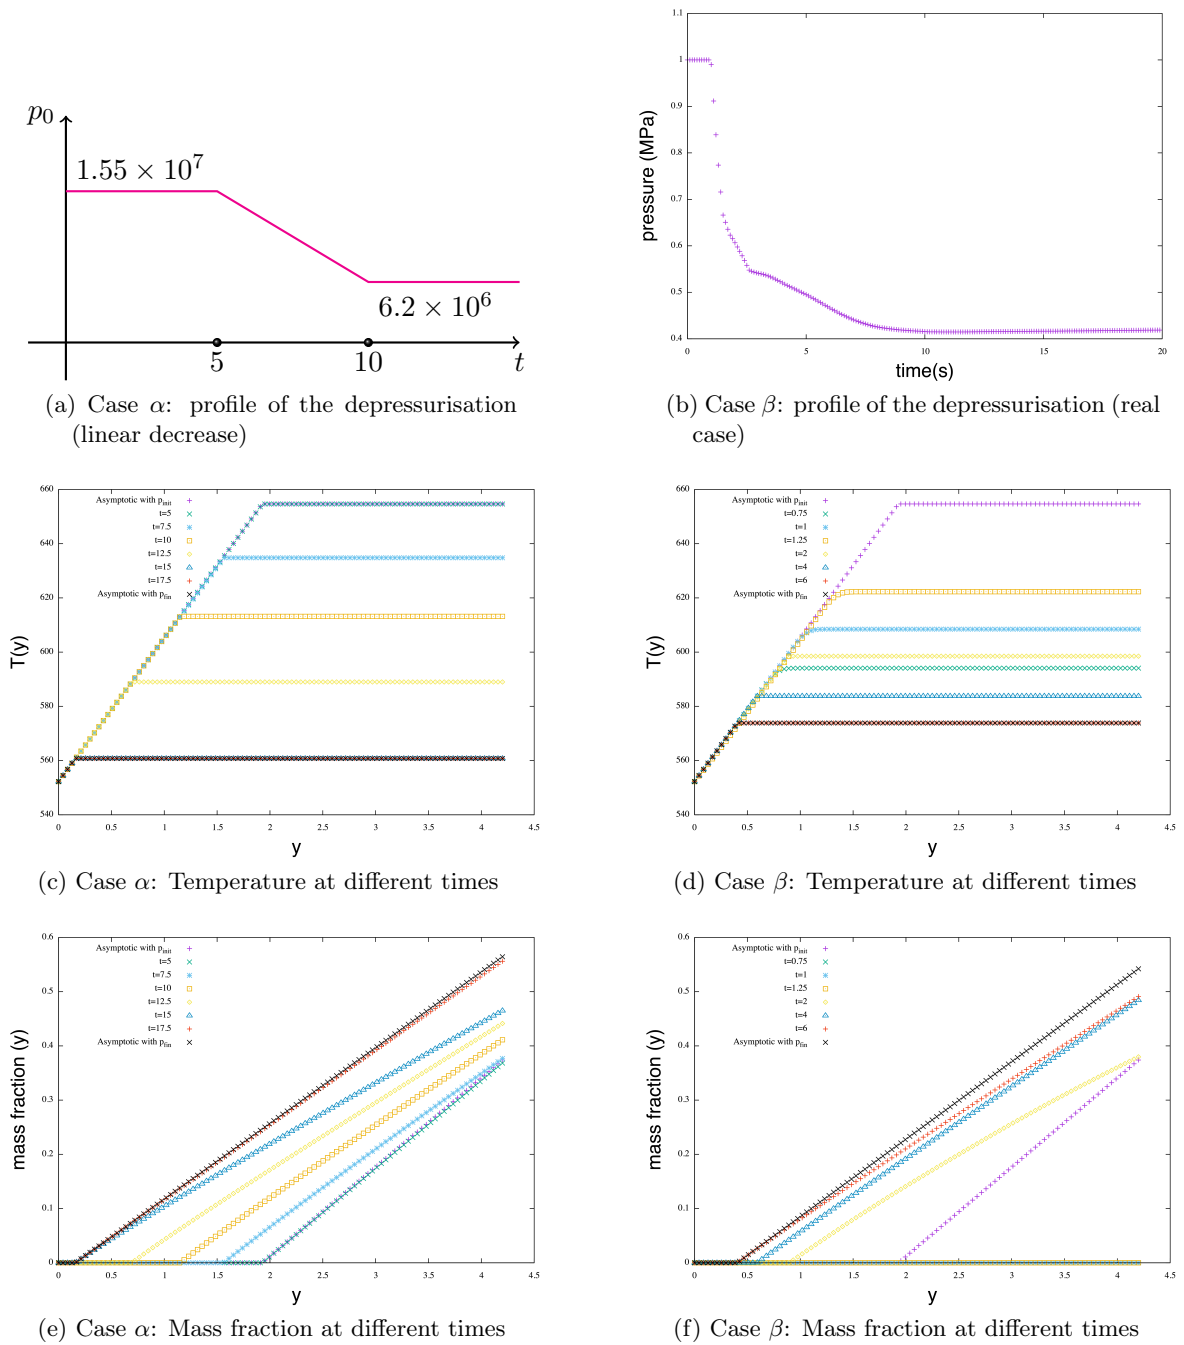 p0
1.55 × 10^7
6.2 × 10^6
5
10
t
(a) Case α: profile of the depressurisation
(linear decrease)
1.1
1
0.9
0.8
0.7
0.6
0.5
0.4
pressure (MPa)
0
5
10
15
20
time(s)
(b) Case β: profile of the depressurisation (real
case)
660
640
620
600
580
560
540
T(y)
Asymptotic with p_init
t=5
t=7.5
t=10
t=12.5
t=15
t=17.5
Asymptotic with p_fin
0
0.5
1
1.5
2
2.5
3
3.5
4
4.5
y
(c) Case α: Temperature at different times
660
640
620
600
580
560
540
T(y)
Asymptotic with p_init
t=0.75
t=1
t=1.25
t=2
t=4
t=6
Asymptotic with p_fin
0
0.5
1
1.5
2
2.5
3
3.5
4
4.5
y
(d) Case β: Temperature at different times
0.6
0.5
0.4
0.3
0.2
0.1
0
mass fraction (y)
Asymptotic with p_init
t=5
t=7.5
t=10
t=12.5
t=15
t=17.5
Asymptotic with p_fin
0
0.5
1
1.5
2
2.5
3
3.5
4
4.5
y
(e) Case α: Mass fraction at different times
0.6
0.5
0.4
0.3
0.2
0.1
0
mass fraction (y)
Asymptotic with p_init
t=0.75
t=1
t=1.25
t=2
t=4
t=6
Asymptotic with p_fin
0
0.5
1
1.5
2
2.5
3
3.5
4
4.5
y
(f) Case β: Mass fraction at different times